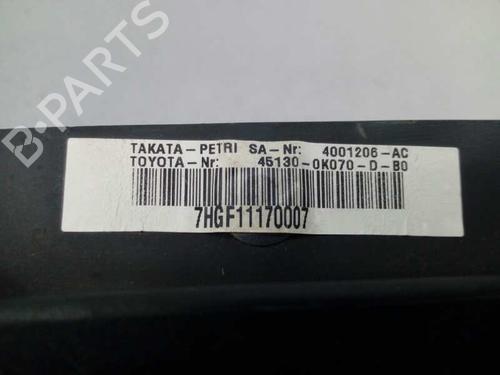 TAKATA-PETRI SA-Nr: 4001206-AC
TOYOTA-Nr: 45130-0K070-D-B0
7HGF11170007
B-PARTS